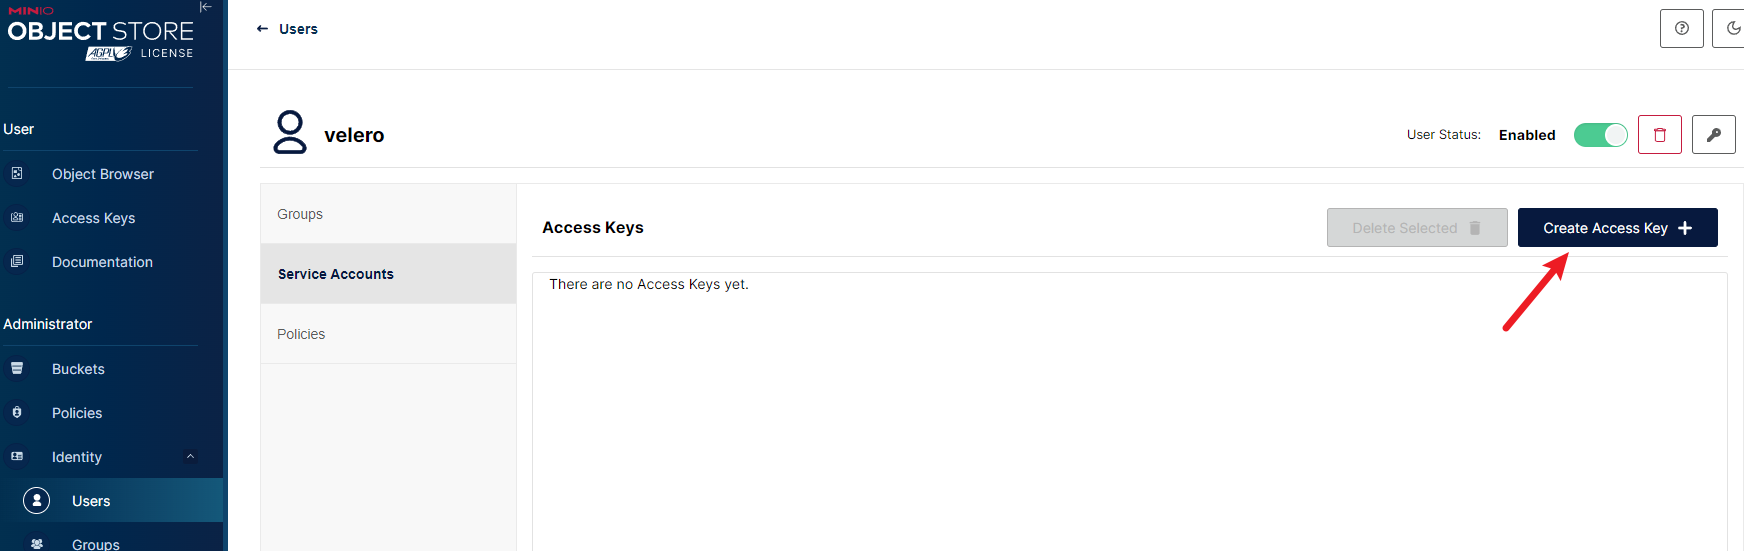 MINIO
OBJECT STORE
AGPL v3 LICENSE
User
Object Browser
Access Keys
Documentation
Administrator
Buckets
Policies
Identity
Users
Groups
← Users
velero
User Status: Enabled
Groups
Service Accounts
Policies
Access Keys
Delete Selected
Create Access Key +
There are no Access Keys yet.